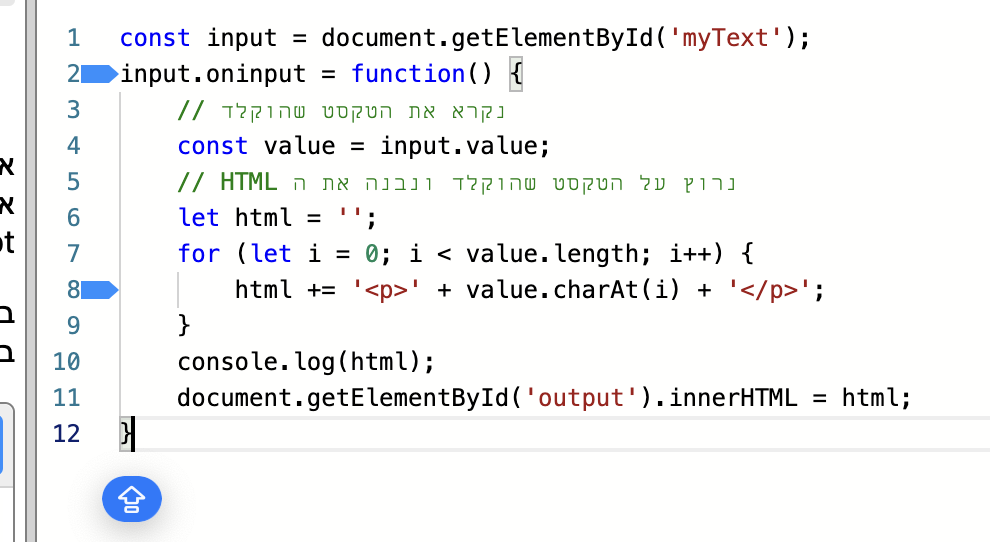 1 const input = document.getElementById('myText');
2 input.oninput = function() {
3 // נקרא את הטקסט שהוקלד
4 const value = input.value;
5 // נרוץ על הטקסט שהוקלד ונבנה את ה HTML
6 let html = '';
7 for (let i = 0; i < value.length; i++) {
8 html += '<p>' + value.charAt(i) + '</p>';
9 }
10 console.log(html);
11 document.getElementById('output').innerHTML = html;
12 }